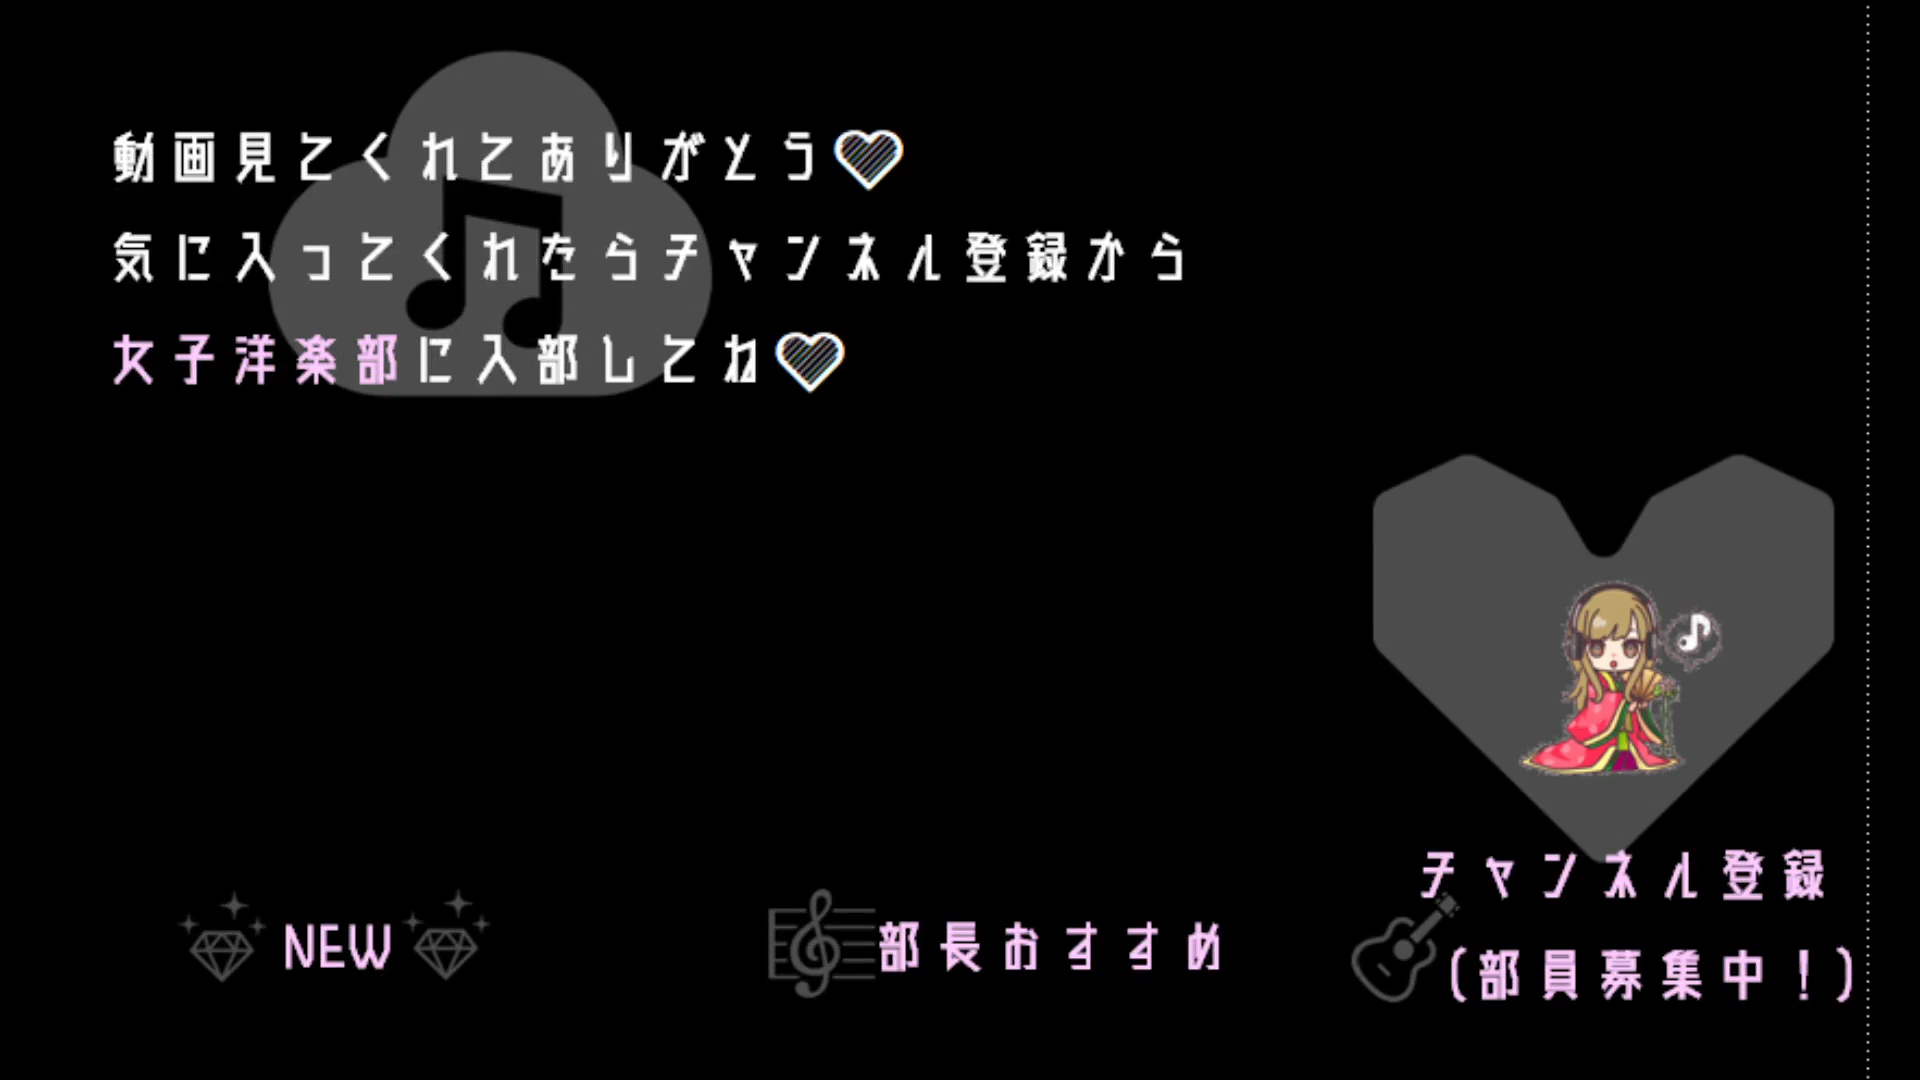 動画見てくれてありがとう♡
気に入ってくれたらチャンネル登録から
女子洋楽部に入部してね♡
NEW
部長おすすめ
チャンネル登録
(部員募集中！)